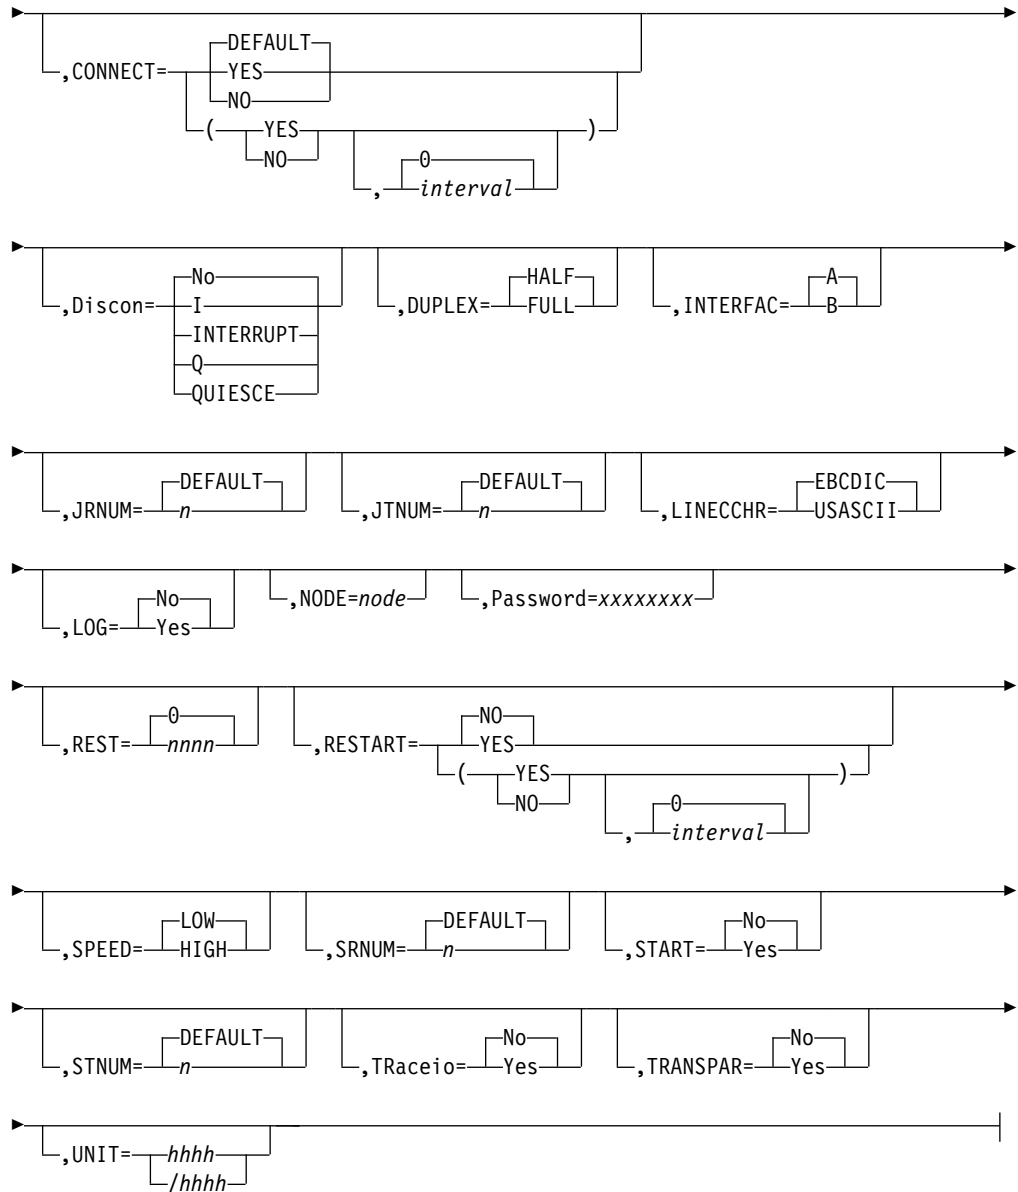 DEFAULT
,CONNECT= YES
NO
( YES )
NO 0
, interval
No HALF A
,Discon= I ,DUPLEX= FULL ,INTERFAC= B
INTERRUPT
Q
QUIESCE
DEFAULT DEFAULT EBCDIC
,JRNUM= n ,JTNUM= n ,LINECCHR= USASCII
No ,NODE=node ,Password=xxxxxxxx
,LOG= Yes
0 NO
,REST= nnnn ,RESTART= YES
( YES )
NO 0
, interval
LOW DEFAULT No
,SPEED= HIGH ,SRNUM= n ,START= Yes
DEFAULT No No
,STNUM= n ,TRaceio= Yes ,TRANSPAR= Yes
,UNIT= hhhh
/hhhh